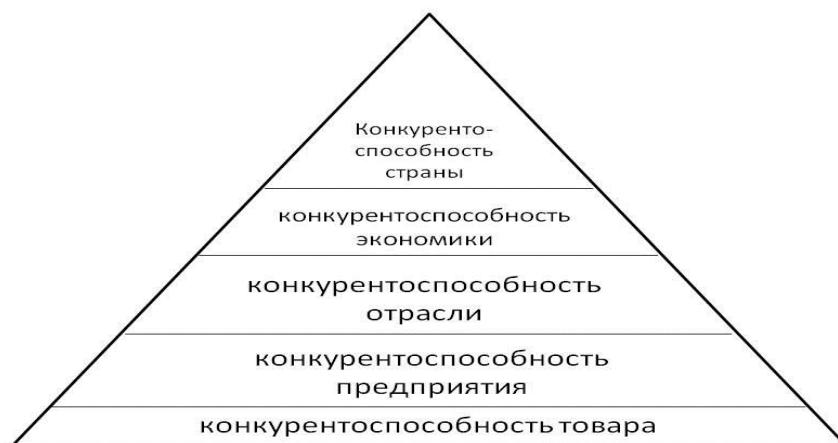 Конкуренто-
способность
страны
конкурентоспособность
экономики
конкурентоспособность
отрасли
конкурентоспособность
предприятия
конкурентоспособность товара